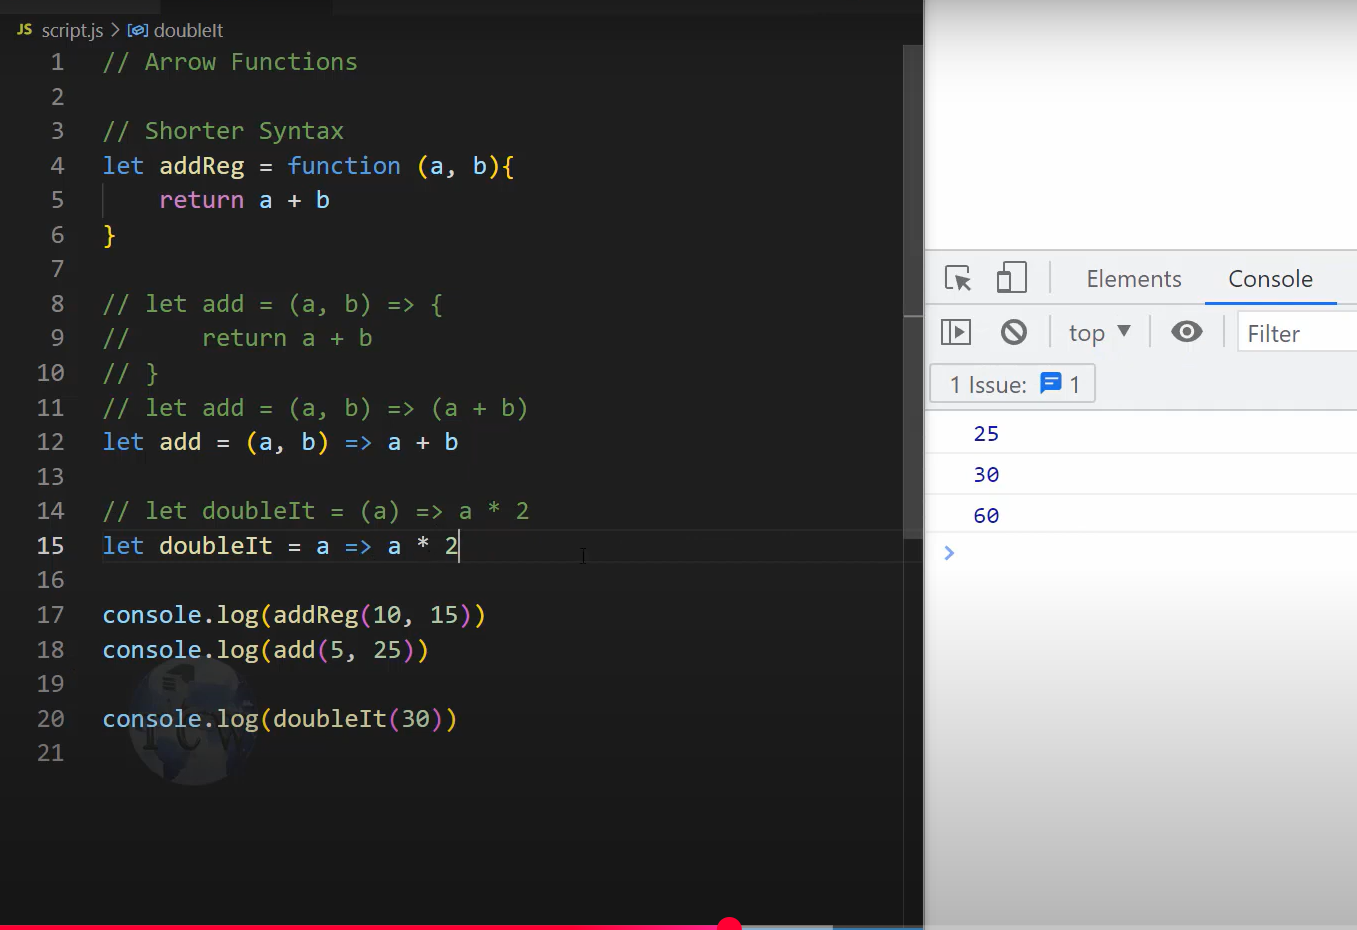 JS script.js > doubleIt
1 // Arrow Functions
2
3 // Shorter Syntax
4 let addReg = function (a, b){
5     return a + b
6 }
7
8 // let add = (a, b) => {
9 //     return a + b
10 // }
11 // let add = (a, b) => (a + b)
12 let add = (a, b) => a + b
13
14 // let doubleIt = (a) => a * 2
15 let doubleIt = a => a * 2
16
17 console.log(addReg(10, 15))
18 console.log(add(5, 25))
19
20 console.log(doubleIt(30))
21
Elements Console
top Filter
1 Issue: 1
25
30
60